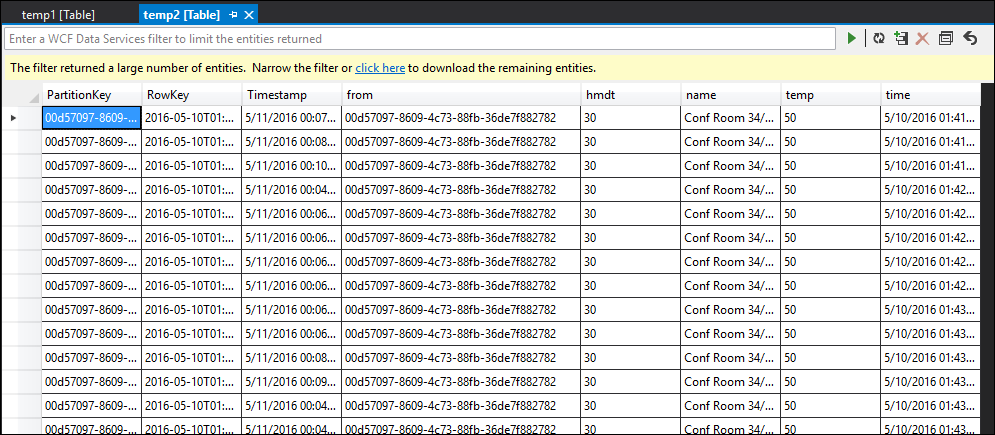 temp1 [Table] temp2 [Table]
Enter a WCF Data Services filter to limit the entities returned
The filter returned a large number of entities. Narrow the filter or click here to download the remaining entities.
PartitionKey RowKey Timestamp from hmdt name temp time
00d57097-8609-... 2016-05-10T01:... 5/11/2016 00:07... 00d57097-8609-4c73-88fb-36de7f882782 30 Conf Room 34/... 50 5/10/2016 01:41...
00d57097-8609-... 2016-05-10T01:... 5/11/2016 00:08... 00d57097-8609-4c73-88fb-36de7f882782 30 Conf Room 34/... 50 5/10/2016 01:41...
00d57097-8609-... 2016-05-10T01:... 5/11/2016 00:10... 00d57097-8609-4c73-88fb-36de7f882782 30 Conf Room 34/... 50 5/10/2016 01:41...
00d57097-8609-... 2016-05-10T01:... 5/11/2016 00:04... 00d57097-8609-4c73-88fb-36de7f882782 30 Conf Room 34/... 50 5/10/2016 01:42...
00d57097-8609-... 2016-05-10T01:... 5/11/2016 00:06... 00d57097-8609-4c73-88fb-36de7f882782 30 Conf Room 34/... 50 5/10/2016 01:42...
00d57097-8609-... 2016-05-10T01:... 5/11/2016 00:06... 00d57097-8609-4c73-88fb-36de7f882782 30 Conf Room 34/... 50 5/10/2016 01:42...
00d57097-8609-... 2016-05-10T01:... 5/11/2016 00:06... 00d57097-8609-4c73-88fb-36de7f882782 30 Conf Room 34/... 50 5/10/2016 01:42...
00d57097-8609-... 2016-05-10T01:... 5/11/2016 00:06... 00d57097-8609-4c73-88fb-36de7f882782 30 Conf Room 34/... 50 5/10/2016 01:42...
00d57097-8609-... 2016-05-10T01:... 5/11/2016 00:06... 00d57097-8609-4c73-88fb-36de7f882782 30 Conf Room 34/... 50 5/10/2016 01:43...
00d57097-8609-... 2016-05-10T01:... 5/11/2016 00:06... 00d57097-8609-4c73-88fb-36de7f882782 30 Conf Room 34/... 50 5/10/2016 01:43...
00d57097-8609-... 2016-05-10T01:... 5/11/2016 00:08... 00d57097-8609-4c73-88fb-36de7f882782 30 Conf Room 34/... 50 5/10/2016 01:43...
00d57097-8609-... 2016-05-10T01:... 5/11/2016 00:09... 00d57097-8609-4c73-88fb-36de7f882782 30 Conf Room 34/... 50 5/10/2016 01:43...
00d57097-8609-... 2016-05-10T01:... 5/11/2016 00:04... 00d57097-8609-4c73-88fb-36de7f882782 30 Conf Room 34/... 50 5/10/2016 01:43...
00d57097-8609-... 2016-05-10T01:... 5/11/2016 00:06... 00d57097-8609-4c73-88fb-36de7f882782 30 Conf Room 34/... 50 5/10/2016 01:43...